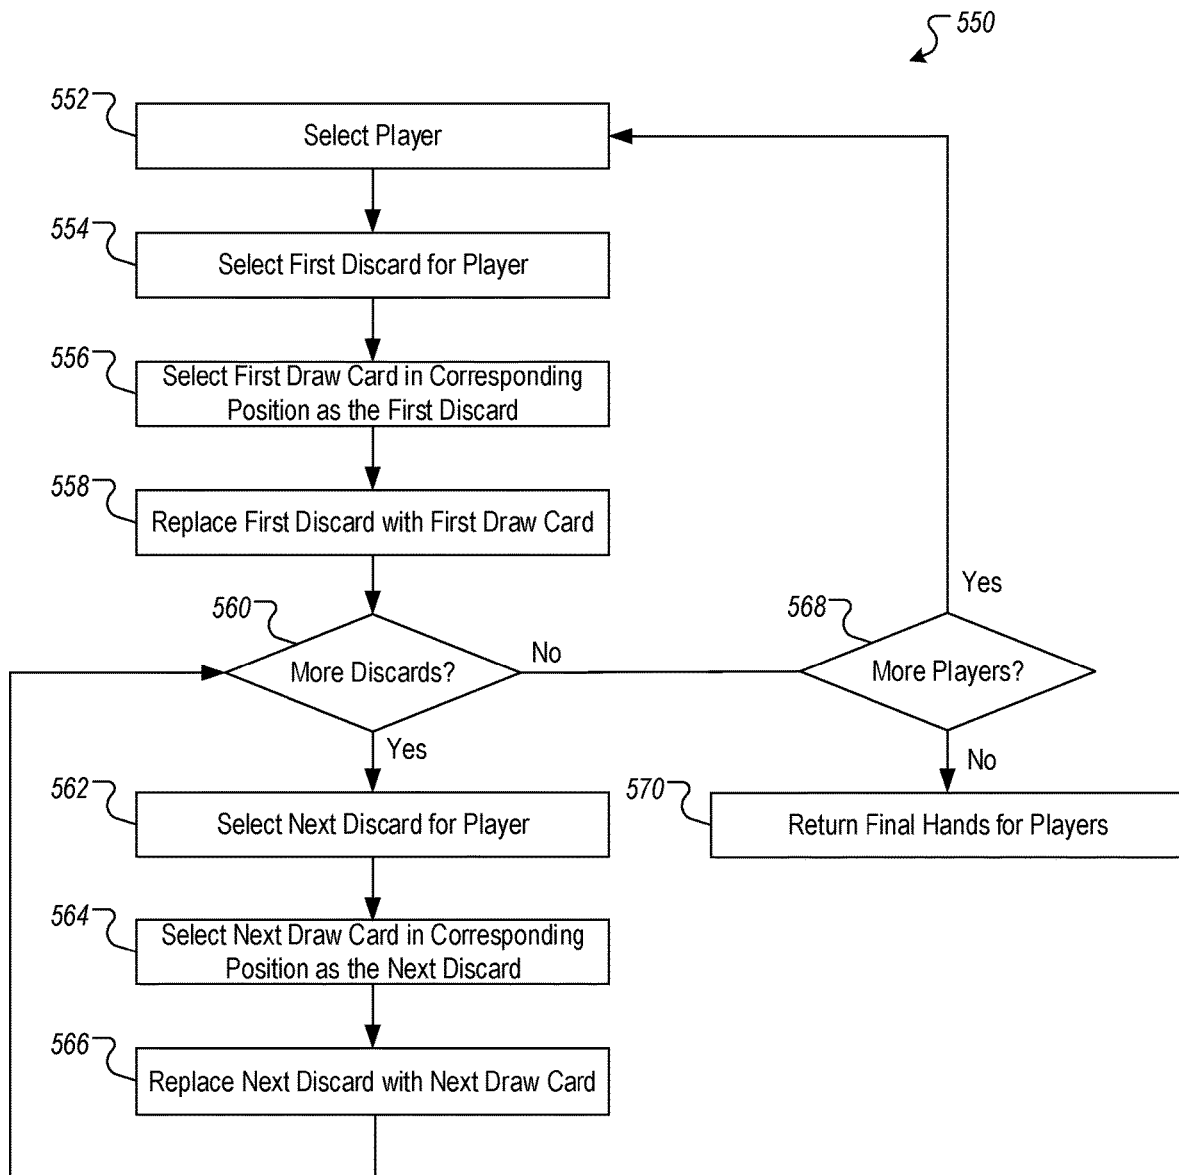 550
552
Select Player
554
Select First Discard for Player
556
Select First Draw Card in Corresponding
Position as the First Discard
558
Replace First Discard with First Draw Card
560
More Discards?
No
568
More Players?
Yes
Yes
No
562
Select Next Discard for Player
570
Return Final Hands for Players
564
Select Next Draw Card in Corresponding
Position as the Next Discard
566
Replace Next Discard with Next Draw Card